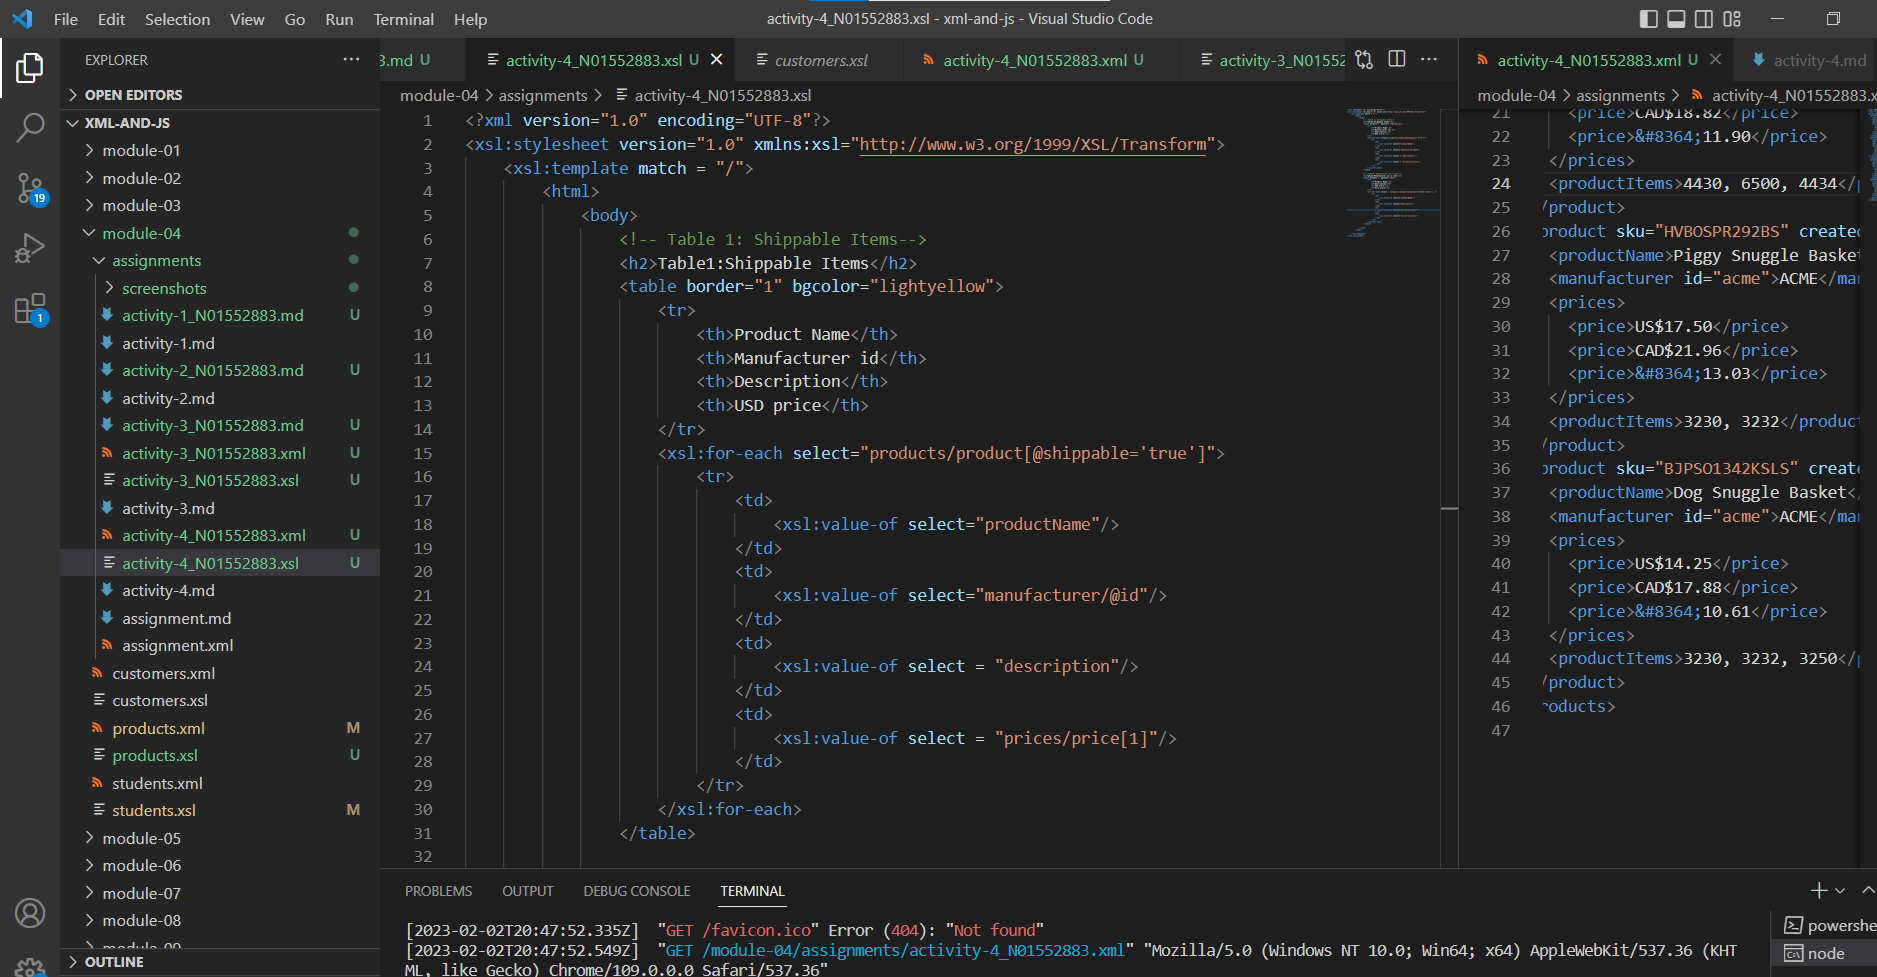 File Edit Selection View Go Run Terminal Help
activity-4_N01552883.xsl - xml-and-js - Visual Studio Code
EXPLORER
OPEN EDITORS
XML-AND-JS
module-01
module-02
module-03
module-04
assignments
screenshots
activity-1_N01552883.md U
activity-1.md
activity-2_N01552883.md U
activity-2.md
activity-3_N01552883.md U
activity-3_N01552883.xml U
activity-3_N01552883.xsl U
activity-3.md
activity-4_N01552883.xml U
activity-4_N01552883.xsl U
activity-4.md
assignment.md
assignment.xml
customers.xml
customers.xsl
products.xml M
products.xsl U
students.xml
students.xsl M
module-05
module-06
module-07
module-08
OUTLINE
19
1
3.md U
activity-4_N01552883.xsl U
customers.xsl
activity-4_N01552883.xml U
activity-3_N01552
module-04 > assignments > activity-4_N01552883.xsl
1 <?xml version="1.0" encoding="UTF-8"?>
2 <xsl:stylesheet version="1.0" xmlns:xsl="http://www.w3.org/1999/XSL/Transform">
3 <xsl:template match = "/">
4 <html>
5 <body>
6 <!-- Table 1: Shippable Items-->
7 <h2>Table1:Shippable Items</h2>
8 <table border="1" bgcolor="lightyellow">
9 <tr>
10 <th>Product Name</th>
11 <th>Manufacturer id</th>
12 <th>Description</th>
13 <th>USD price</th>
14 </tr>
15 <xsl:for-each select="products/product[@shippable='true']">
16 <tr>
17 <td>
18 <xsl:value-of select="productName"/>
19 </td>
20 <td>
21 <xsl:value-of select="manufacturer/@id"/>
22 </td>
23 <td>
24 <xsl:value-of select = "description"/>
25 </td>
26 <td>
27 <xsl:value-of select = "prices/price[1]"/>
28 </td>
29 </tr>
30 </xsl:for-each>
31 </table>
32
activity-4_N01552883.xml U
activity-4.md
module-04 > assignments > activity-4_N01552883.x
21 <price>CAD$18.82</price>
22 <price>&#8364;11.90</price>
23 </prices>
24 <productItems>4430, 6500, 4434</
25 /product>
26 product sku="HVBOSPR292BS" create
27 <productName>Piggy Snuggle Basket
28 <manufacturer id="acme">ACME</ma
29 <prices>
30 <price>US$17.50</price>
31 <price>CAD$21.96</price>
32 <price>&#8364;13.03</price>
33 </prices>
34 <productItems>3230, 3232</product
35 /product>
36 product sku="BJPSO1342KSLS" create
37 <productName>Dog Snuggle Basket<
38 <manufacturer id="acme">ACME</ma
39 <prices>
40 <price>US$14.25</price>
41 <price>CAD$17.88</price>
42 <price>&#8364;10.61</price>
43 </prices>
44 <productItems>3230, 3232, 3250</
45 /product>
46 roducts>
47
PROBLEMS OUTPUT DEBUG CONSOLE TERMINAL
[2023-02-02T20:47:52.335Z] "GET /favicon.ico" Error (404): "Not found"
[2023-02-02T20:47:52.549Z] "GET /module-04/assignments/activity-4_N01552883.xml" "Mozilla/5.0 (Windows NT 10.0; Win64; x64) AppleWebKit/537.36 (KHT
ML, like Gecko) Chrome/109.0.0.0 Safari/537.36"
powershe
node